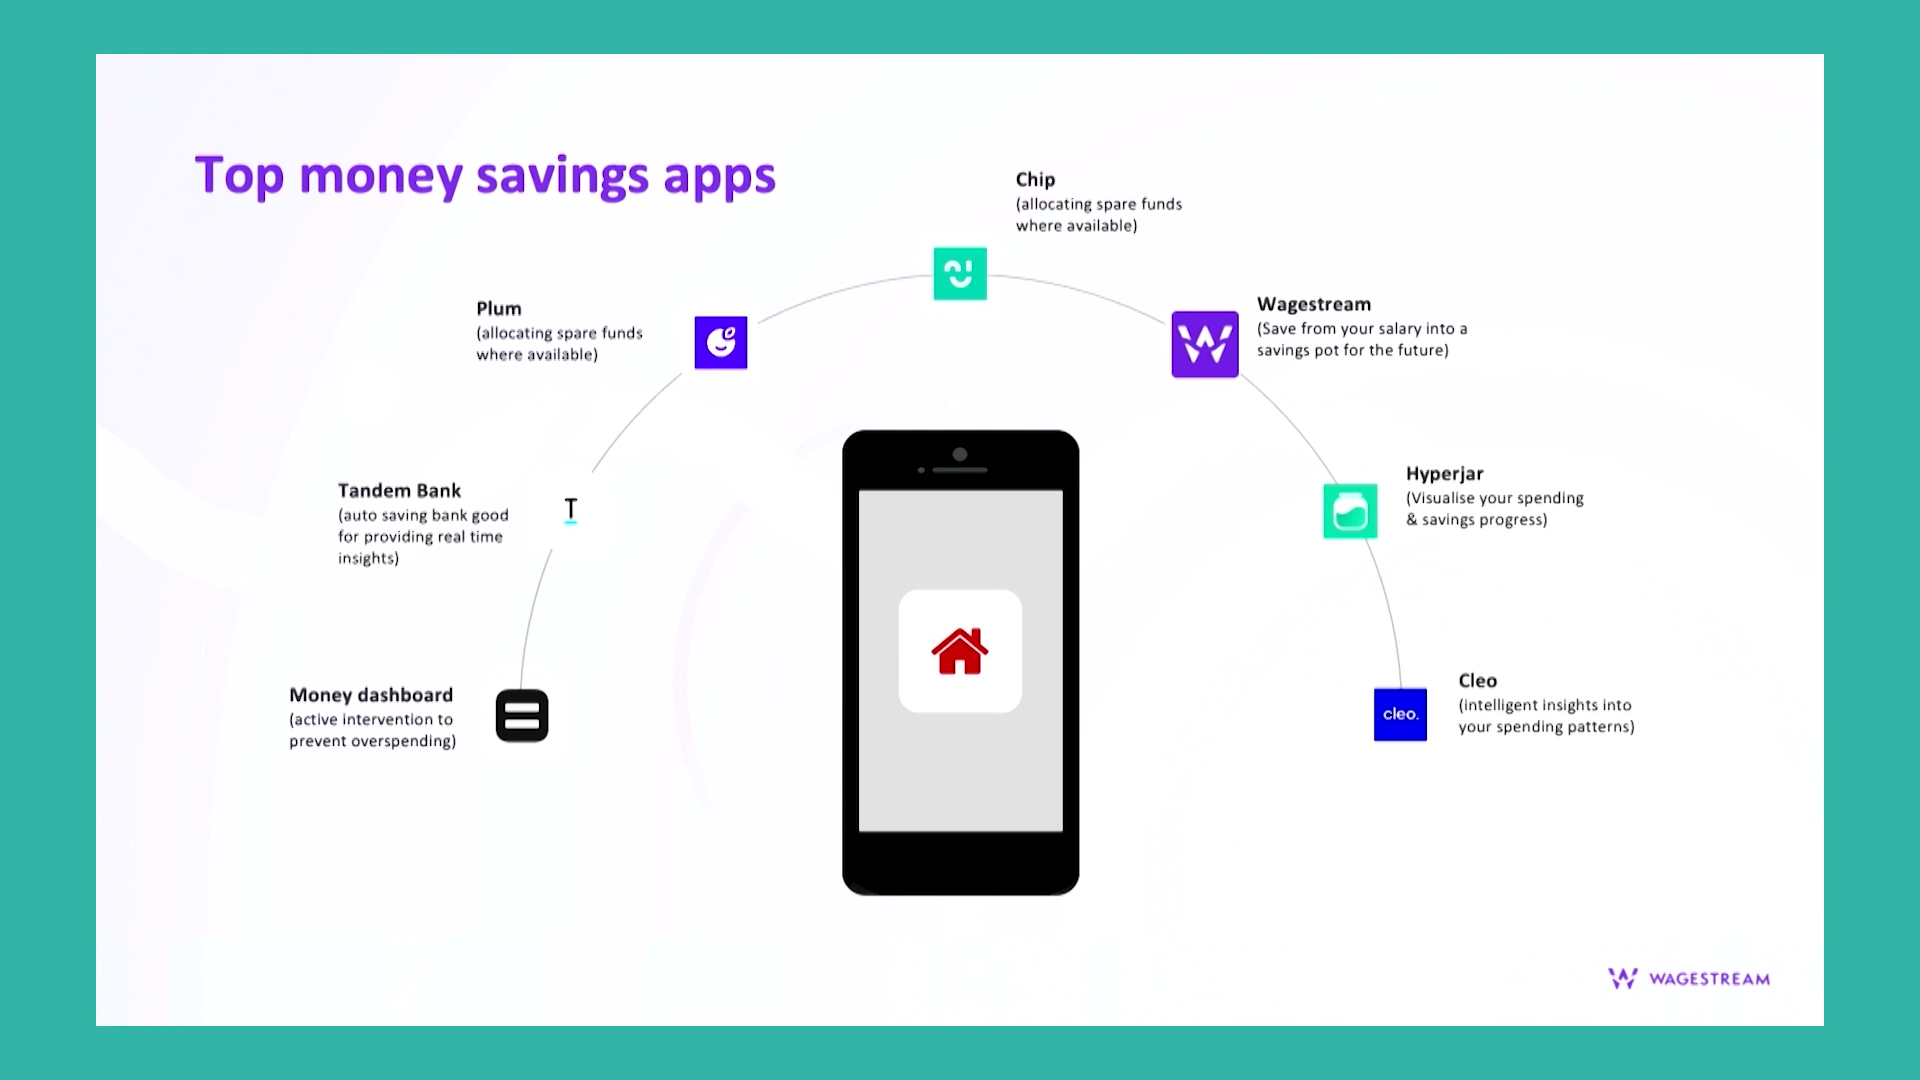 Top money savings apps
Chip
(allocating spare funds
where available)
Plum
(allocating spare funds
where available)
Wagestream
(Save from your salary into a
savings pot for the future)
Tandem Bank
(auto saving bank good
for providing real time
insights)
T
Hyperjar
(Visualise your spending
& savings progress)
Money dashboard
(active intervention to
prevent overspending)
cleo.
Cleo
(intelligent insights into
your spending patterns)
WAGESTREAM